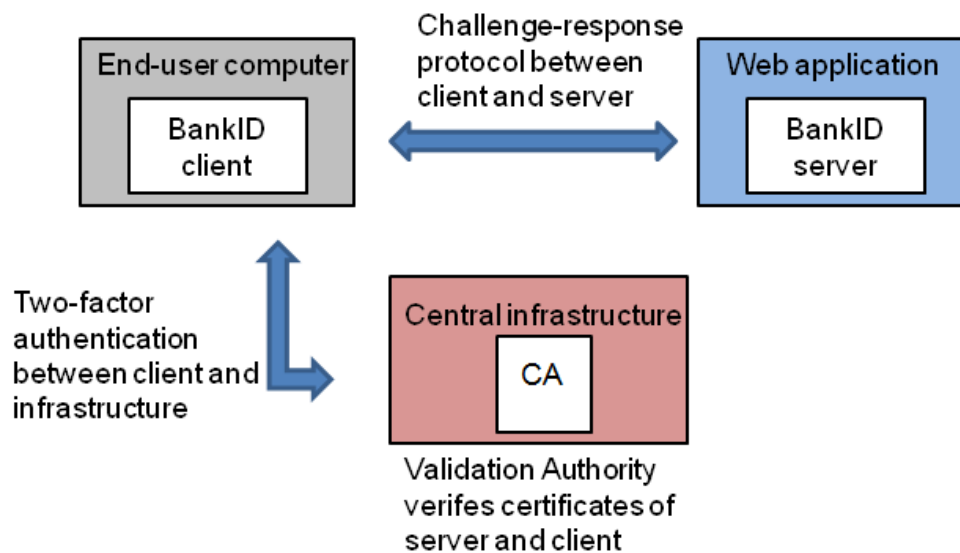 Challenge-response
protocol between
client and server
End-user computer
BankID
client
Web application
BankID
server
Two-factor
authentication
between client and
infrastructure
Central infrastructure
CA
Validation Authority
verifes certificates of
server and client